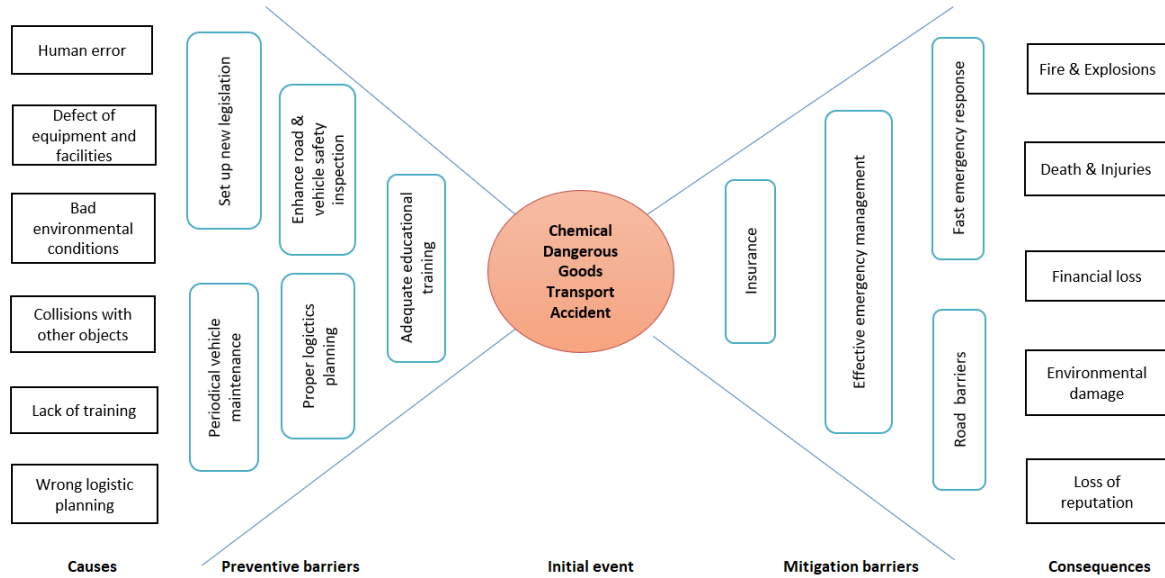 Human error
Defect of
equipment and
facilities
Bad
environmental
conditions
Collisions with
other objects
Lack of training
Wrong logistic
planning
Set up new legislation
Enhance road &
vehicle safety
inspection
Periodical vehicle
maintenance
Proper logictics
planning
Adequate educational
training
Chemical
Dangerous
Goods
Transport
Accident
Insurance
Effective emergency management
Fast emergency response
Road barriers
Fire & Explosions
Death & Injuries
Financial loss
Environmental
damage
Loss of
reputation
Causes
Preventive barriers
Initial event
Mitigation barriers
Consequences